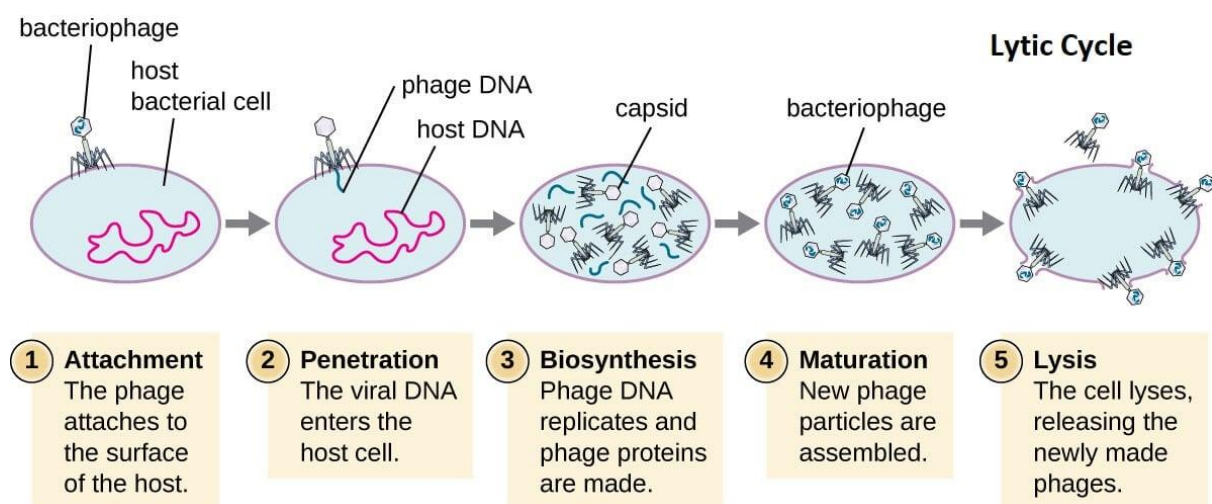 bacteriophage
Lytic Cycle
host
bacterial cell
phage DNA
host DNA
capsid
bacteriophage
1 Attachment
The phage
attaches to
the surface
of the host.
2 Penetration
The viral DNA
enters the
host cell.
3 Biosynthesis
Phage DNA
replicates and
phage proteins
are made.
4 Maturation
New phage
particles are
assembled.
5 Lysis
The cell lyses,
releasing the
newly made
phages.